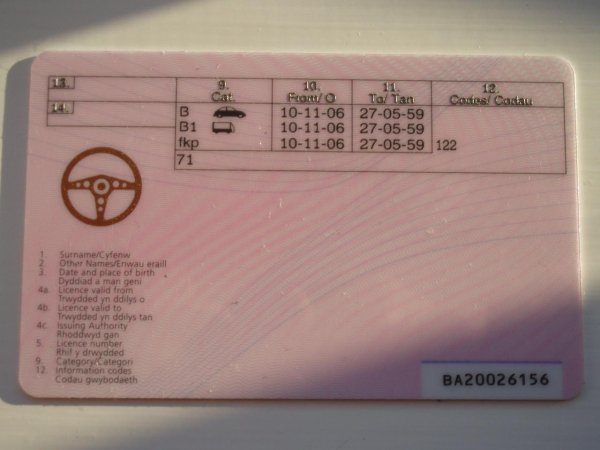 13.
9. Cat. 10. From/ O 11. To/ Tan 12. Codes/ Codau
14.
B 10-11-06 27-05-59
B1 10-11-06 27-05-59
fkp 10-11-06 27-05-59 122
71
1 Surname/Cyfenw
2. Other Names/Enwau eraill
3. Date and place of birth
Dyddiad a man geni
4a. Licence valid from
Trwydded yn ddilys o
4b. Licence valid to
Trwydded yn ddilys tan
4c. Issuing Authority
Rhoddwyd gan
5. Licence number
Rhif y drwydded
9. Category/Categori
12. Information codes
Codau gwybodaeth
BA20026156